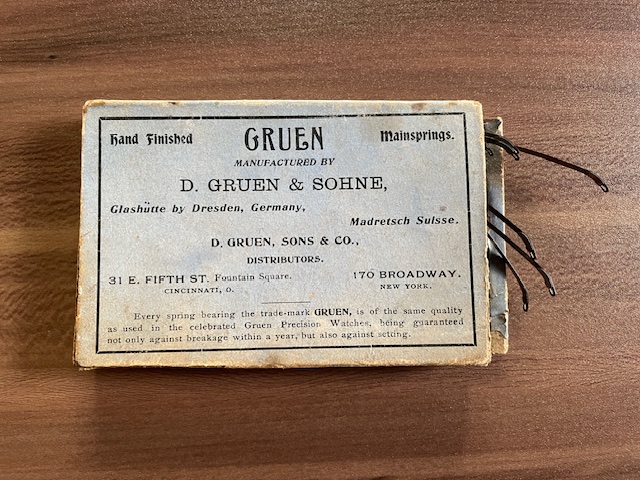 Hand Finished GRUEN Mainsprings.
MANUFACTURED BY
D. GRUEN & SOHNE,
Glashütte by Dresden, Germany,
Madretsch Suisse.
D. GRUEN, SONS & CO.,
DISTRIBUTORS.
31 E. FIFTH ST. Fountain Square. 170 BROADWAY.
CINCINNATI, O. NEW YORK.
Every spring bearing the trade-mark GRUEN, is of the same quality
as used in the celebrated Gruen Precision Watches, being guaranteed
not only against breakage within a year, but also against setting.